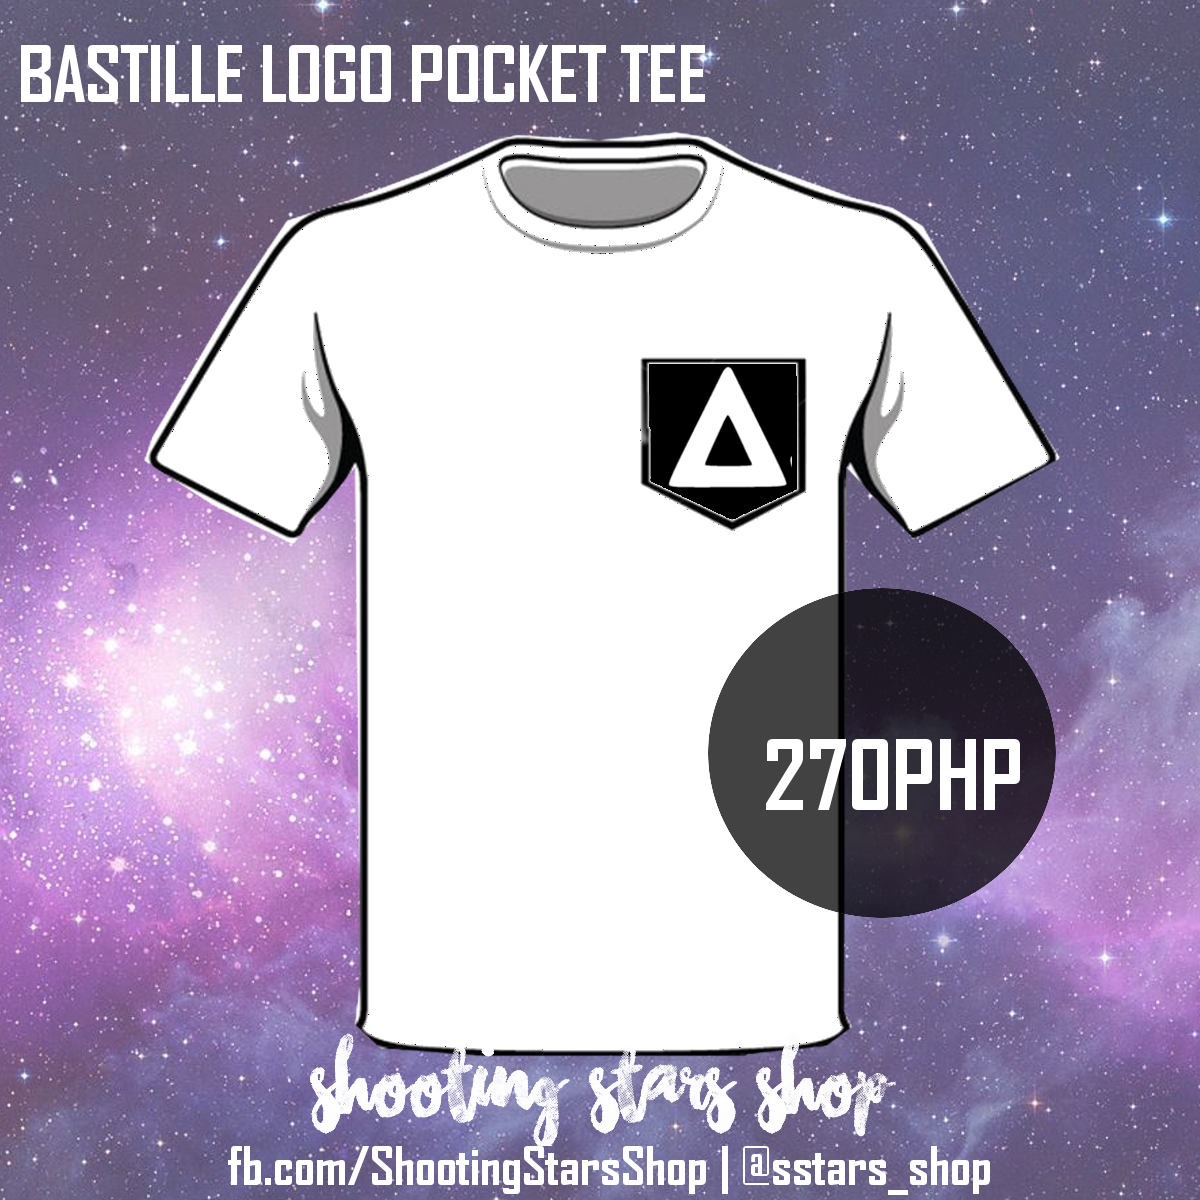 BASTILLE LOGO POCKET TEE
270PHP
shooting stars shop
fb.com/ShootingStarsShop | @sstars_shop